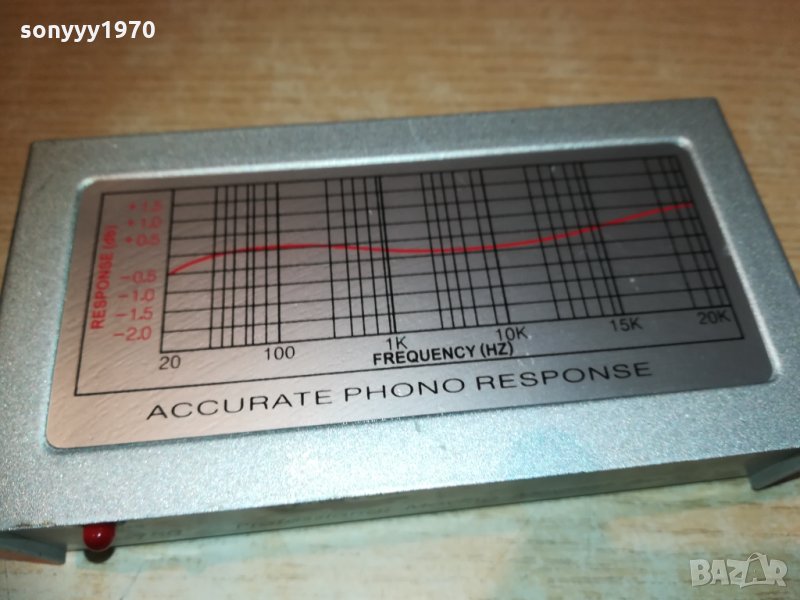 sonyyy1970
RESPONSE (db)
+1.5
+1.0
+0.5
-0.5
-1.0
-1.5
-2.0
20 100 1K 10K 15K 20K
FREQUENCY (HZ)
ACCURATE PHONO RESPONSE
BAZAR